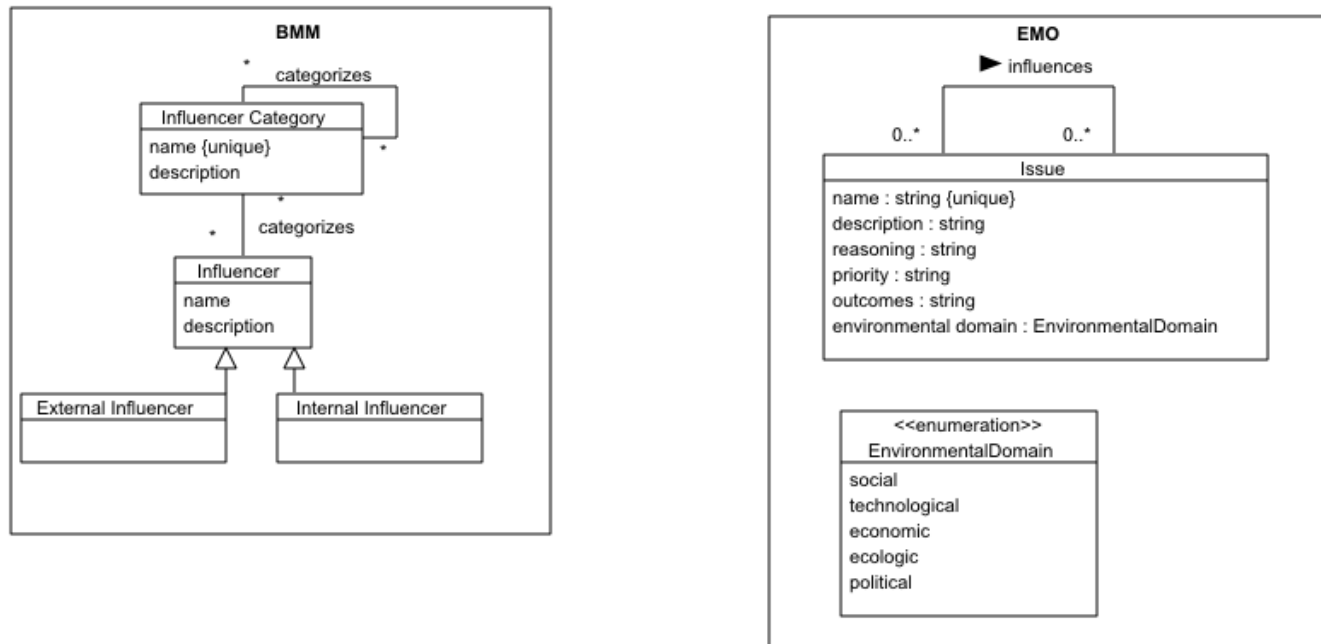 BMM
*
categorizes
Influencer Category
*
name {unique}
description
*
*
categorizes
Influencer
name
description
External Influencer
Internal Influencer
EMO
influences
0..*
0..*
Issue
name : string {unique}
description : string
reasoning : string
priority : string
outcomes : string
environmental domain : EnvironmentalDomain
<<enumeration>>
EnvironmentalDomain
social
technological
economic
ecologic
political